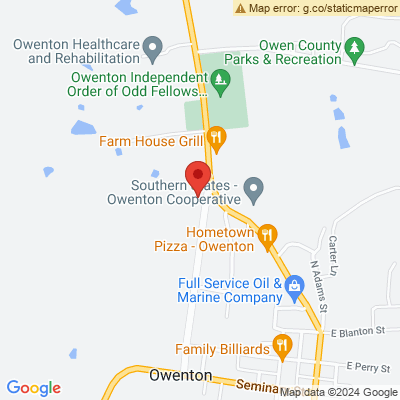 Map error: g.co/staticmaperror
Owenton Healthcare
and Rehabilitation
Owen County
Parks & Recreation
Owenton Independent
Order of Odd Fellows...
Farm House Grill
Southern States -
Owenton Cooperative
Hometown
Pizza - Owenton
Carter Ln
N Adams St
Full Service Oil &
Marine Company
E Blanton St
Family Billiards
E Perry St
Owenton
Google
Map data ©2024 Google